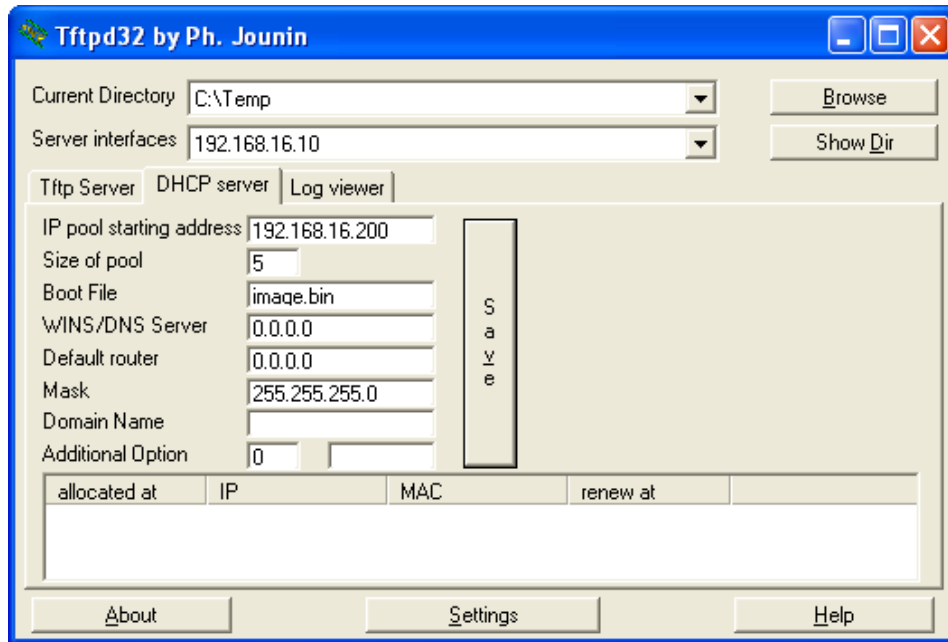 Tftpd32 by Ph. Jounin
Current Directory C:\Temp Browse
Server interfaces 192.168.16.10 Show Dir
Tftp Server DHCP server Log viewer
IP pool starting address 192.168.16.200
Size of pool 5
Boot File image.bin
WINS/DNS Server 0.0.0.0
Default router 0.0.0.0
Mask 255.255.255.0
Domain Name
Additional Option 0
Save
allocated at IP MAC renew at
About Settings Help